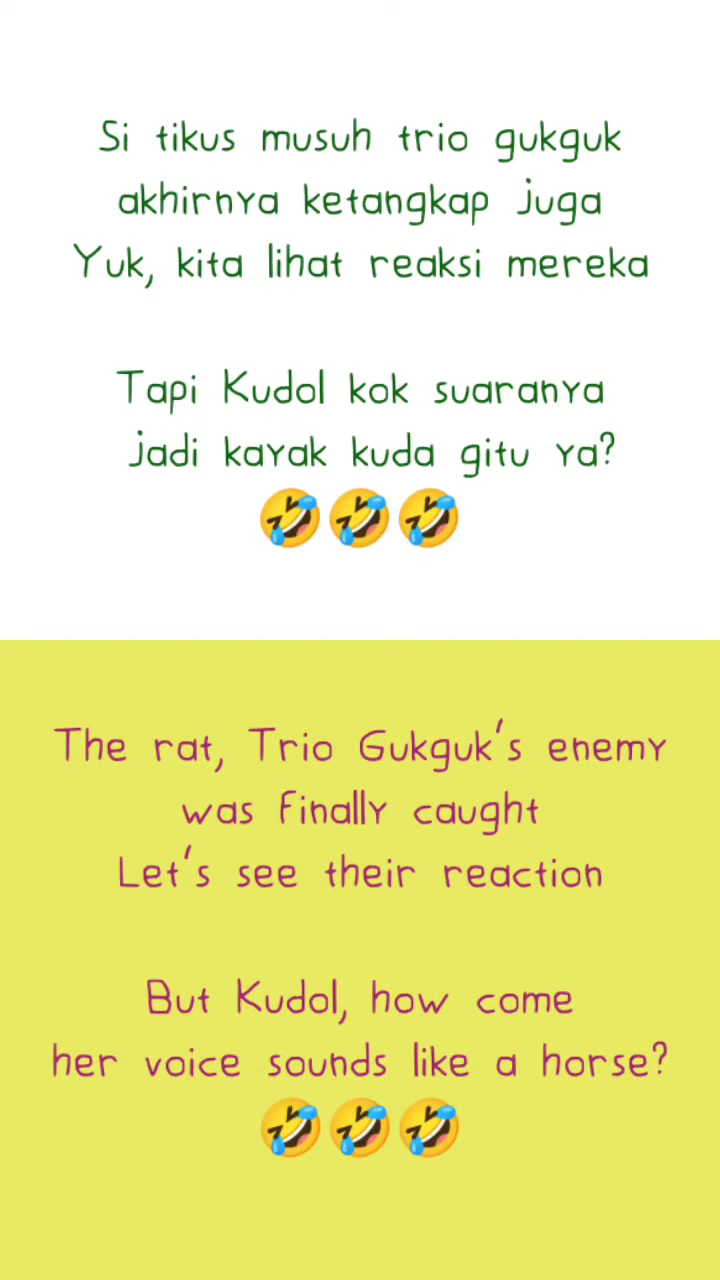 Si tikus musuh trio gukguk
akhirnya ketangkap juga
Yuk, kita lihat reaksi mereka
Tapi Kudol kok suaranya
jadi kayak kuda gitu ya?
🤣🤣🤣
The rat, Trio Gukguk's enemy
was finally caught
Let's see their reaction
But Kudol, how come
her voice sounds like a horse?
🤣🤣🤣